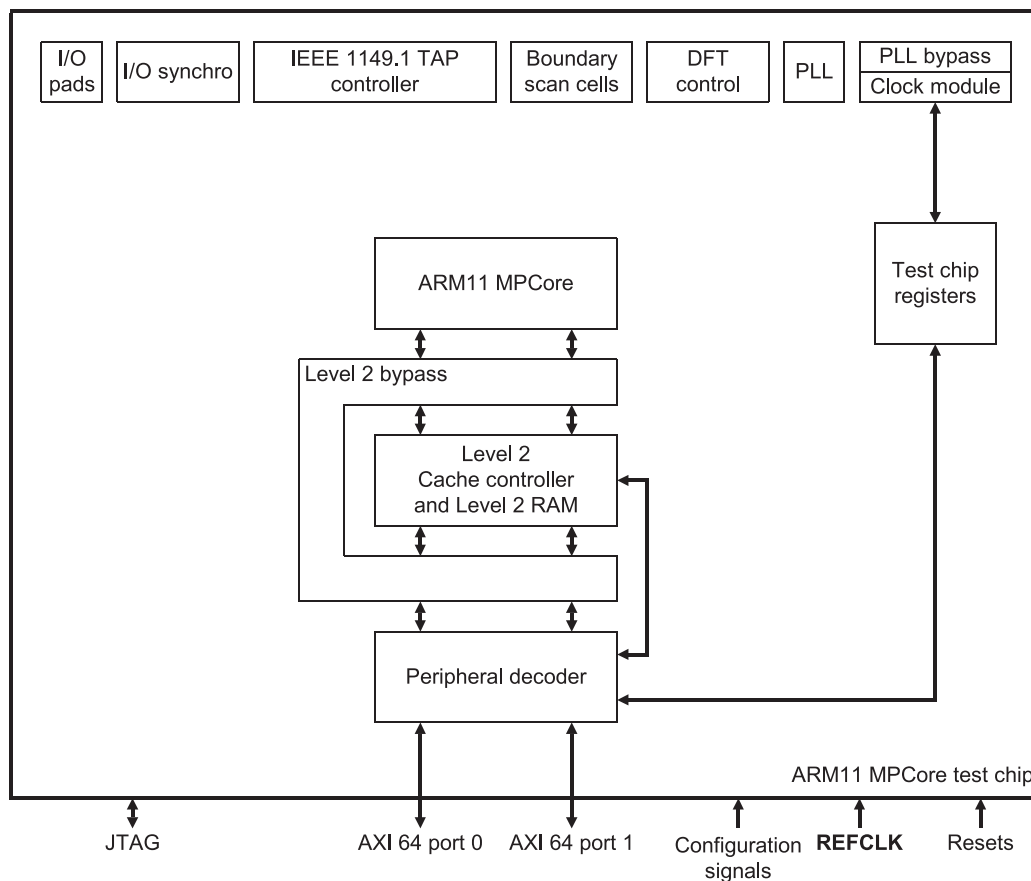 I/O
pads
I/O synchro
IEEE 1149.1 TAP
controller
Boundary
scan cells
DFT
control
PLL
PLL bypass
Clock module
Test chip
registers
ARM11 MPCore
Level 2 bypass
Level 2
Cache controller
and Level 2 RAM
Peripheral decoder
ARM11 MPCore test chip
JTAG
AXI 64 port 0
AXI 64 port 1
Configuration
signals
REFCLK
Resets